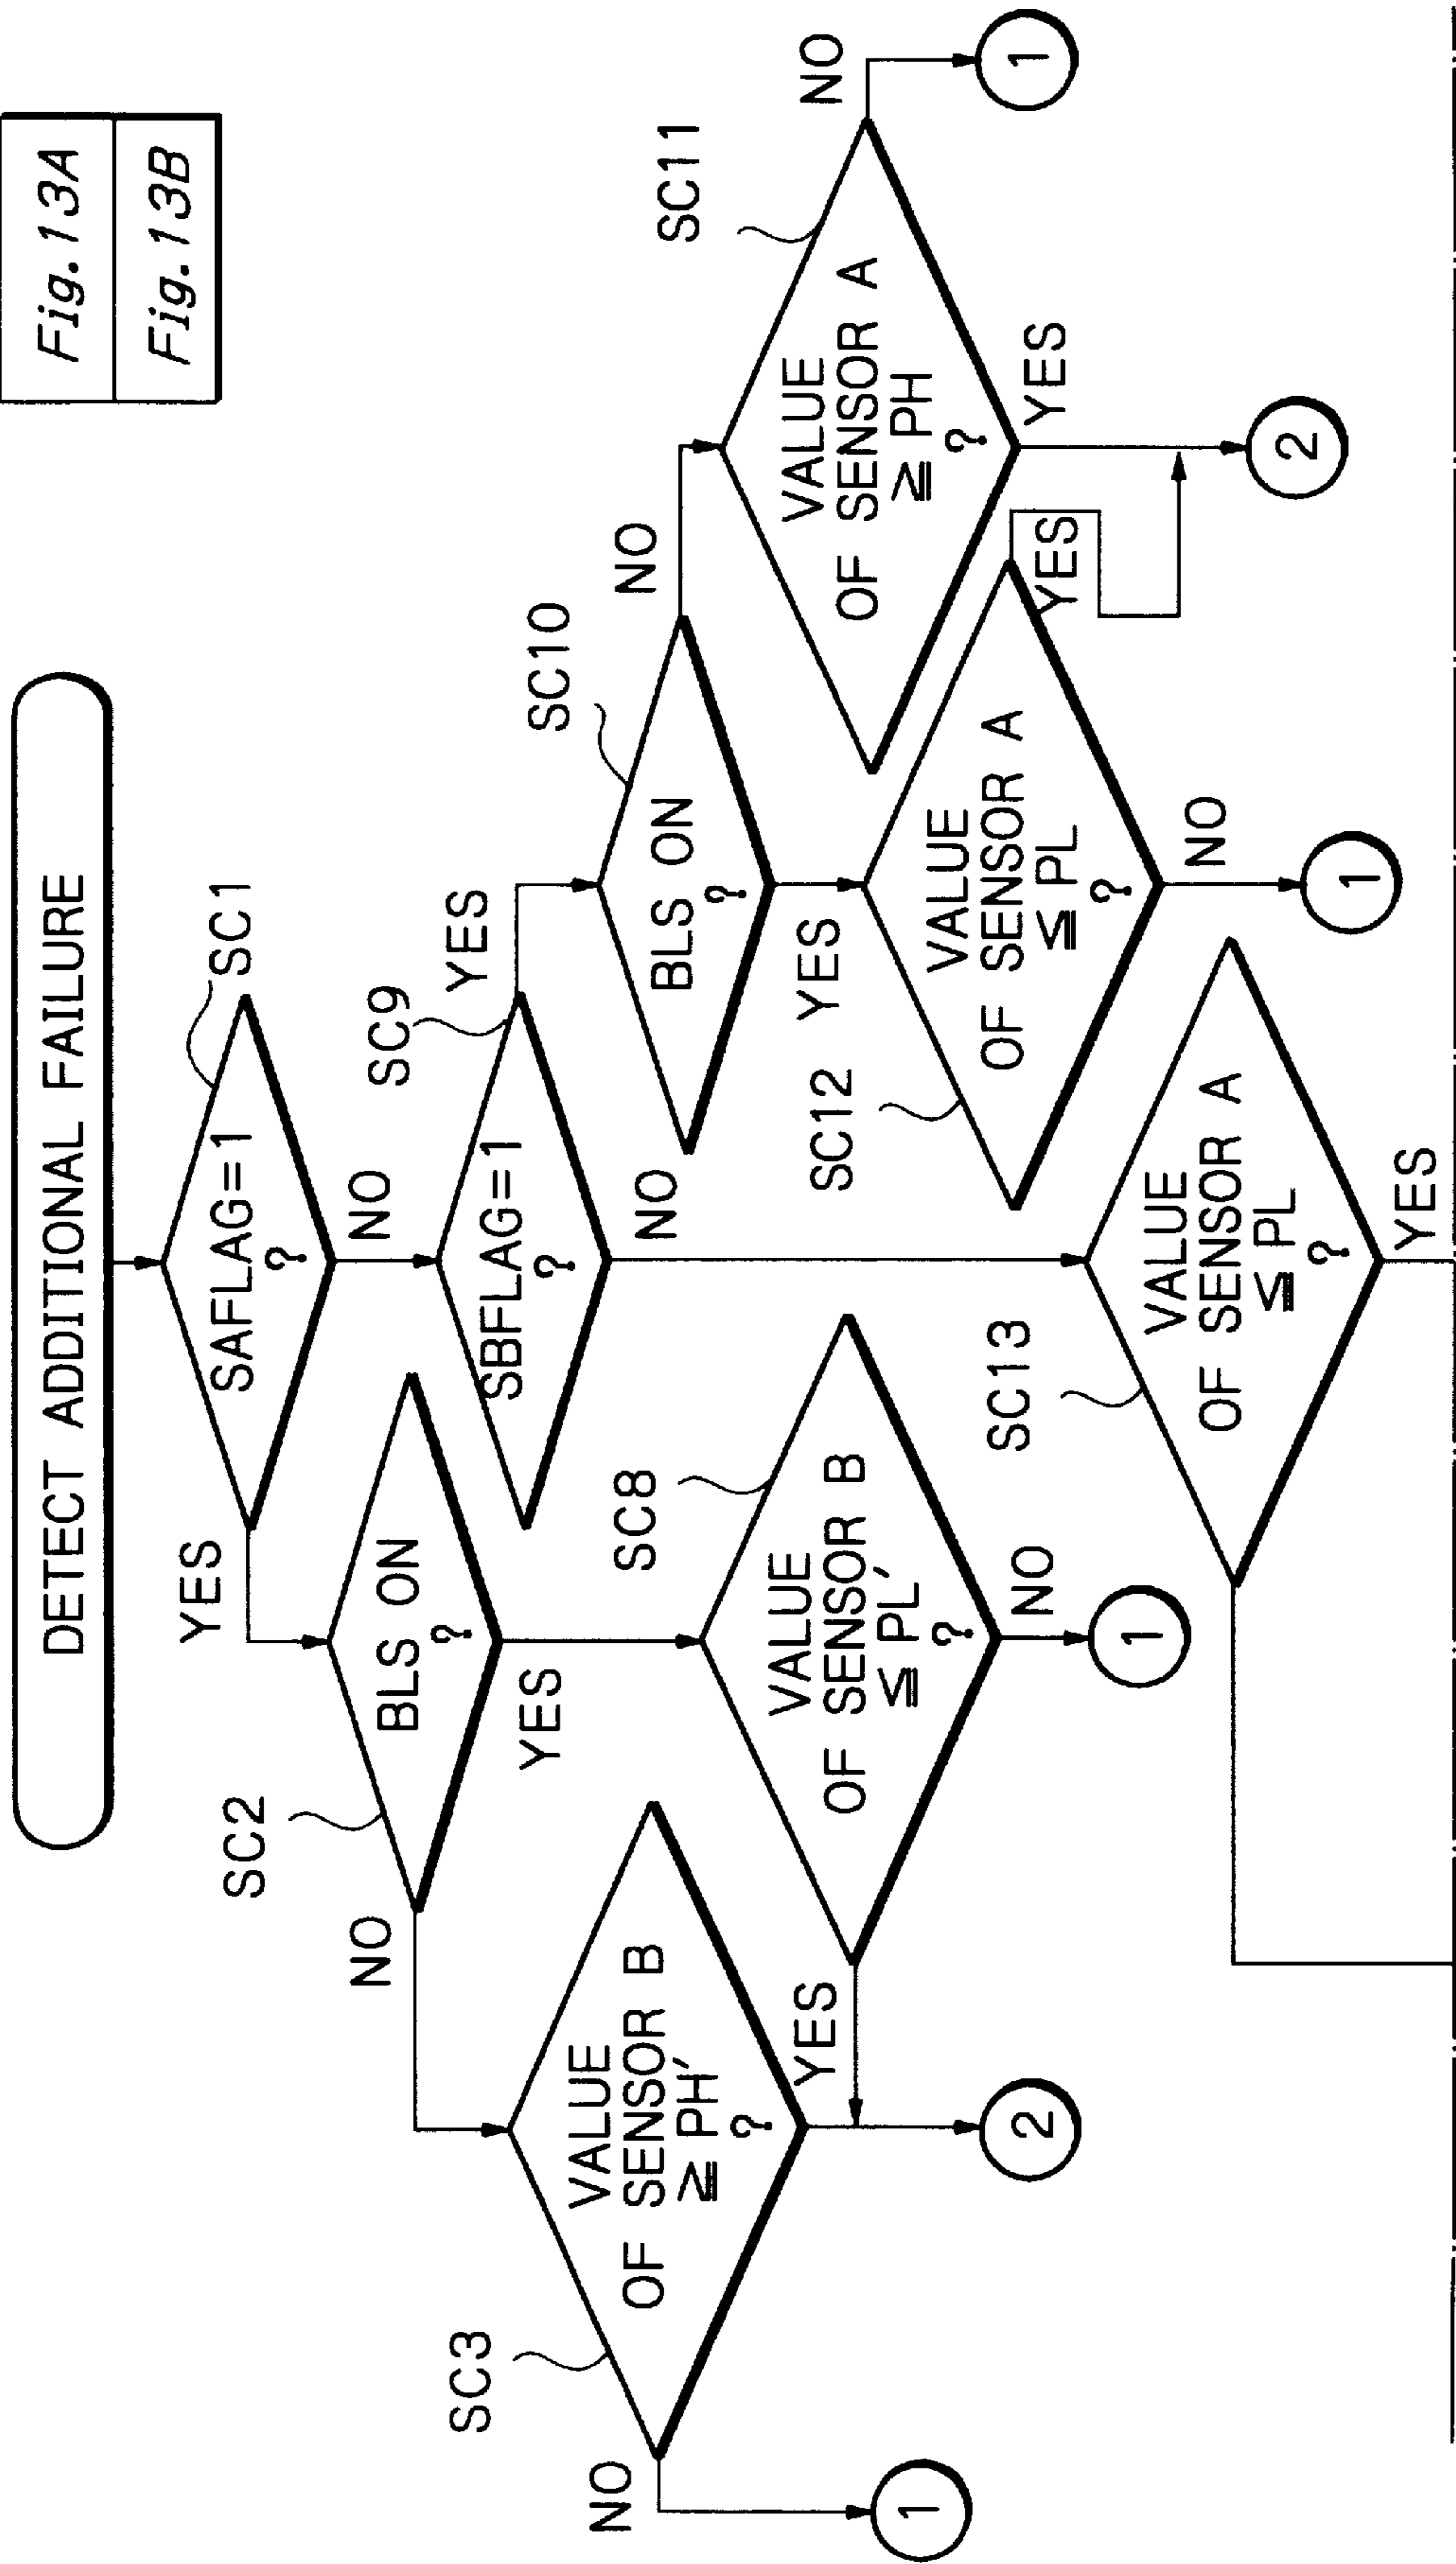 Fig.13A
Fig.13B
DETECT ADDITIONAL FAILURE
SC1
SAFLAG=1
?
YES
NO
SC2
BLS ON
?
NO
YES
SC9
SBFLAG=1
?
YES
NO
SC3
VALUE
OF SENSOR B
≧ PH′
?
NO
1
2
SC8
VALUE
OF SENSOR B
≦ PL′
?
YES
NO
1
SC10
BLS ON
?
NO
YES
SC11
VALUE
OF SENSOR A
≧ PH
?
NO
1
YES
2
SC12
VALUE
OF SENSOR A
≦ PL
?
YES
NO
1
SC13
VALUE
OF SENSOR A
≦ PL
?
YES